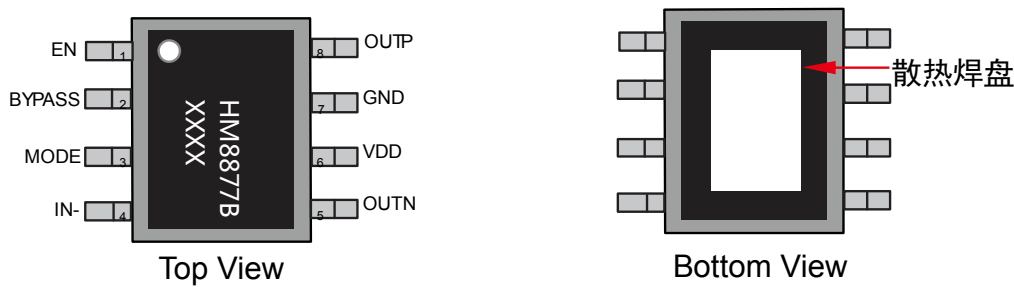 EN 1
BYPASS 2
MODE 3
IN- 4
HM8877B
XXXX
8 OUTP
7 GND
6 VDD
5 OUTN
Top View
散热焊盘
Bottom View